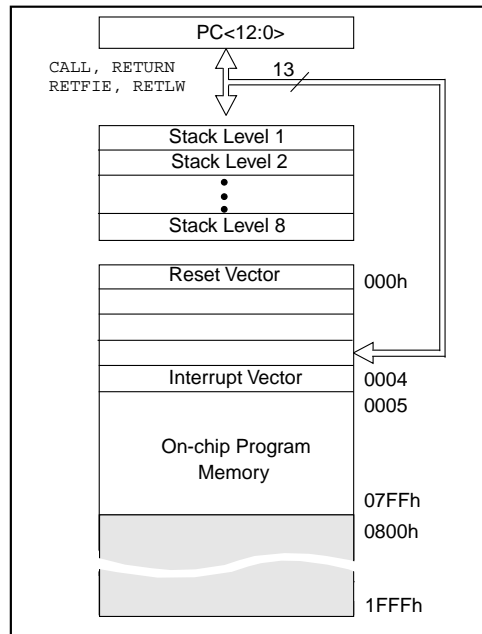 PC<12:0>
CALL, RETURN
RETFIE, RETLW
13
Stack Level 1
Stack Level 2
Stack Level 8
Reset Vector
000h
Interrupt Vector
0004
0005
On-chip Program
Memory
07FFh
0800h
1FFFh